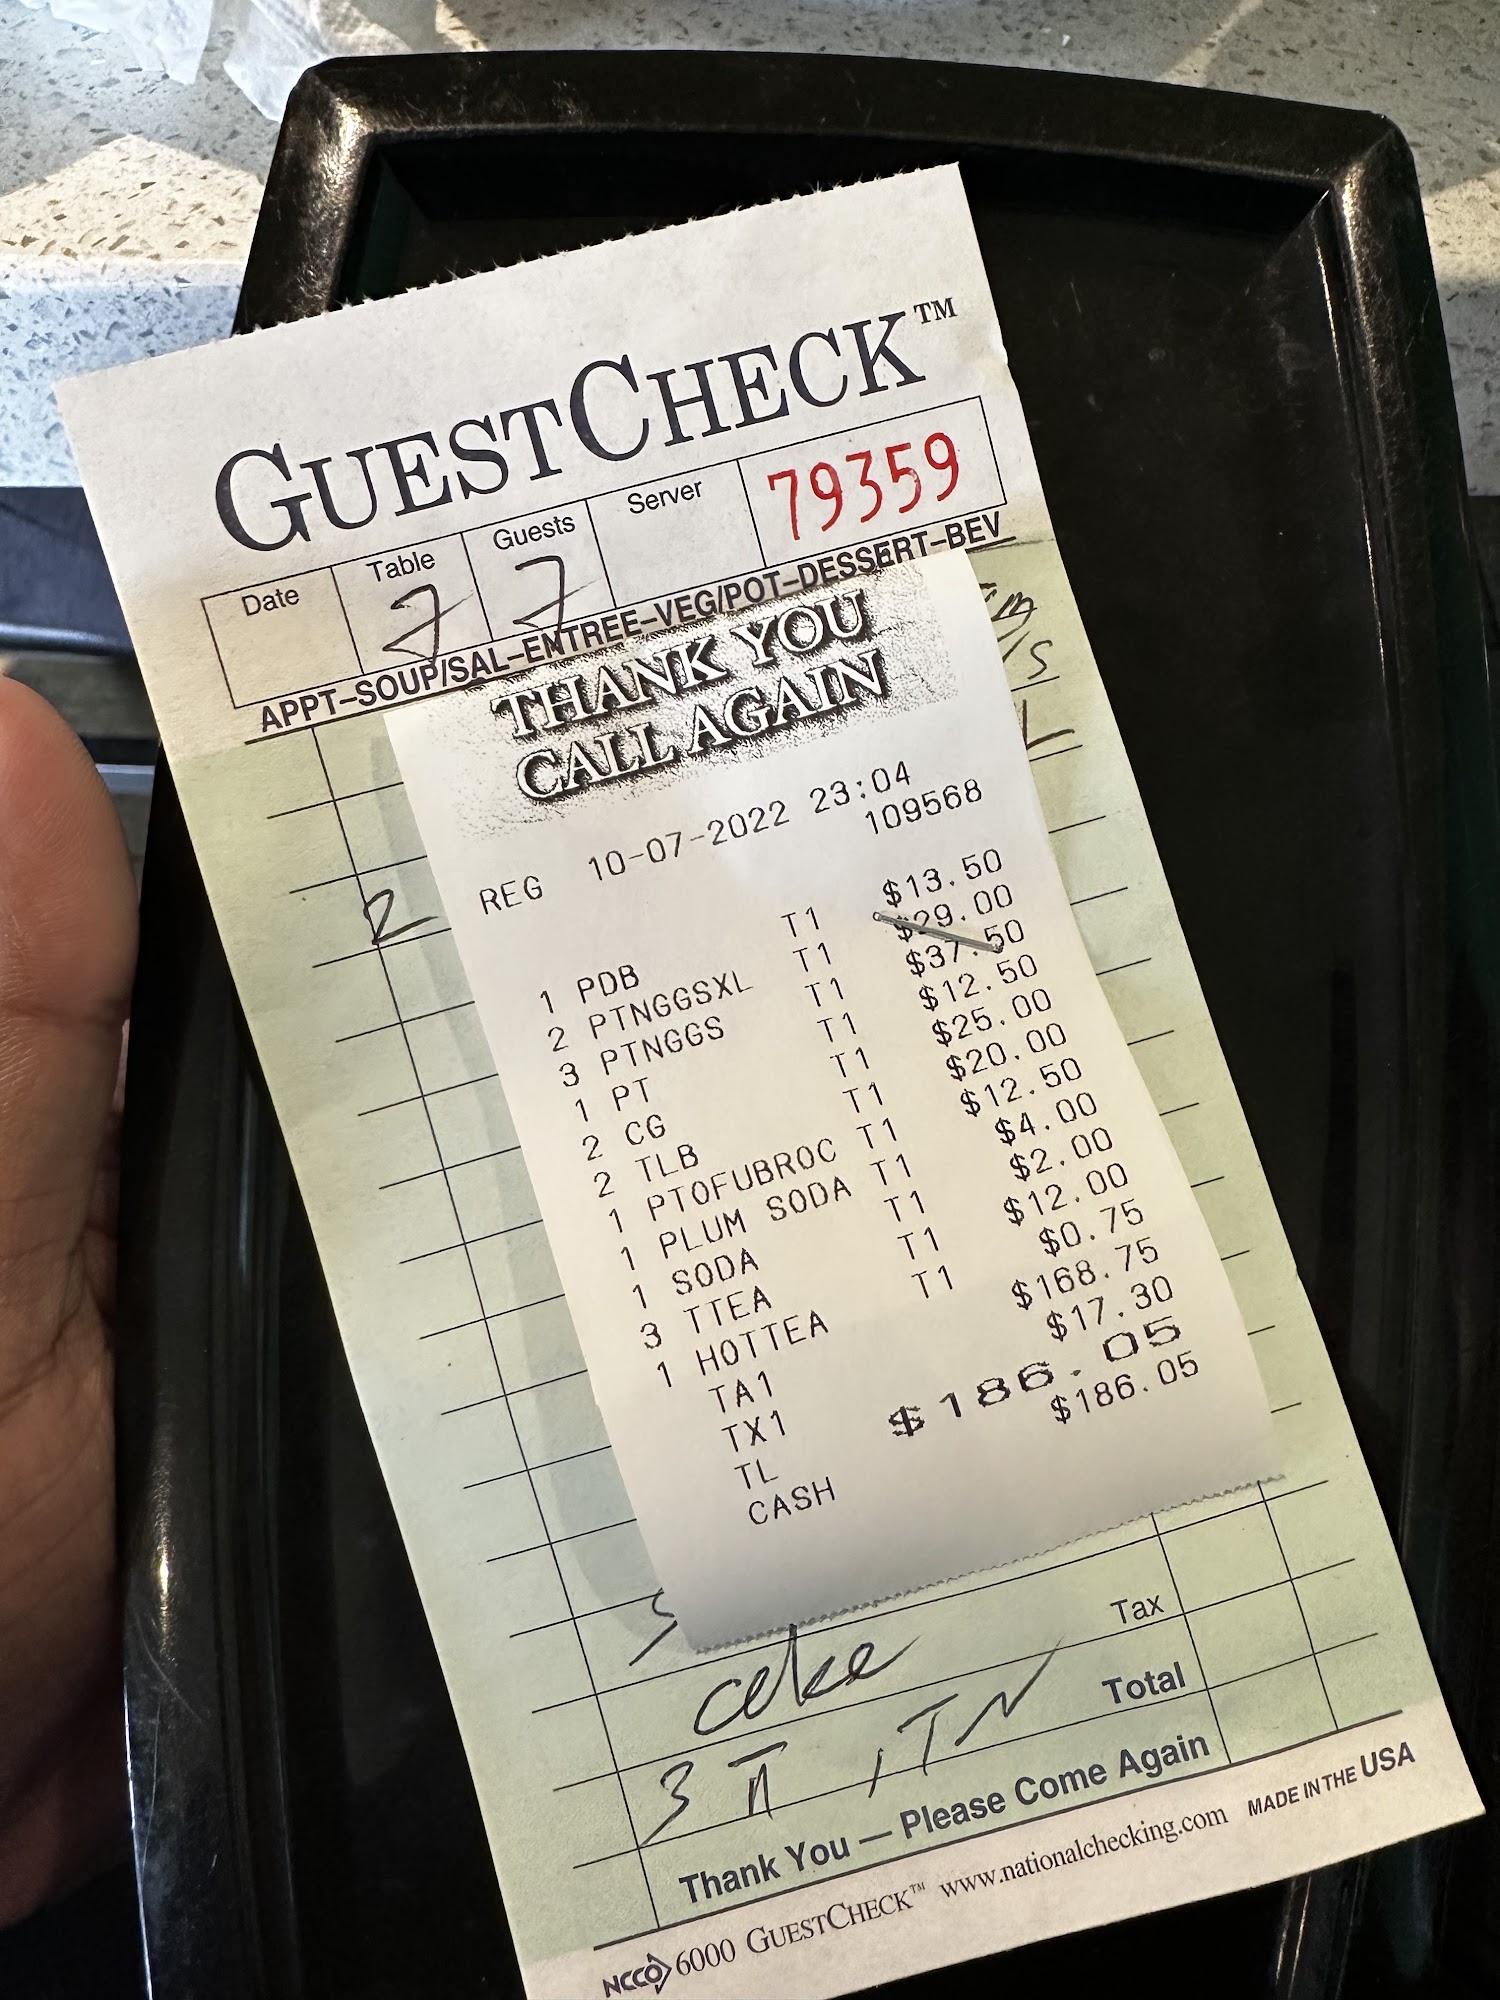 GUESTCHECK™
Date Table Guests Server 79359
7 7
APPT–SOUP/SAL–ENTREE–VEG/POT–DESSERT–BEV
THANK YOU
CALL AGAIN
REG 10-07-2022 23:04
109568
2
1 PDB T1 $13.50
2 PTNGGSXL T1 $29.00
3 PTNGGS T1 $37.50
1 PT T1 $12.50
2 CG T1 $25.00
2 TLB T1 $20.00
1 PTOFUBROC T1 $12.50
1 PLUM SODA T1 $4.00
1 SODA T1 $2.00
3 TTEA T1 $12.00
1 HOTTEA T1 $0.75
TA1 $168.75
TX1 $17.30
TL $186.05
CASH $186.05
Tax
coke
Total
3 TT
Thank You — Please Come Again
NCCO 6000 GUESTCHECK™ www.nationalchecking.com MADE IN THE USA